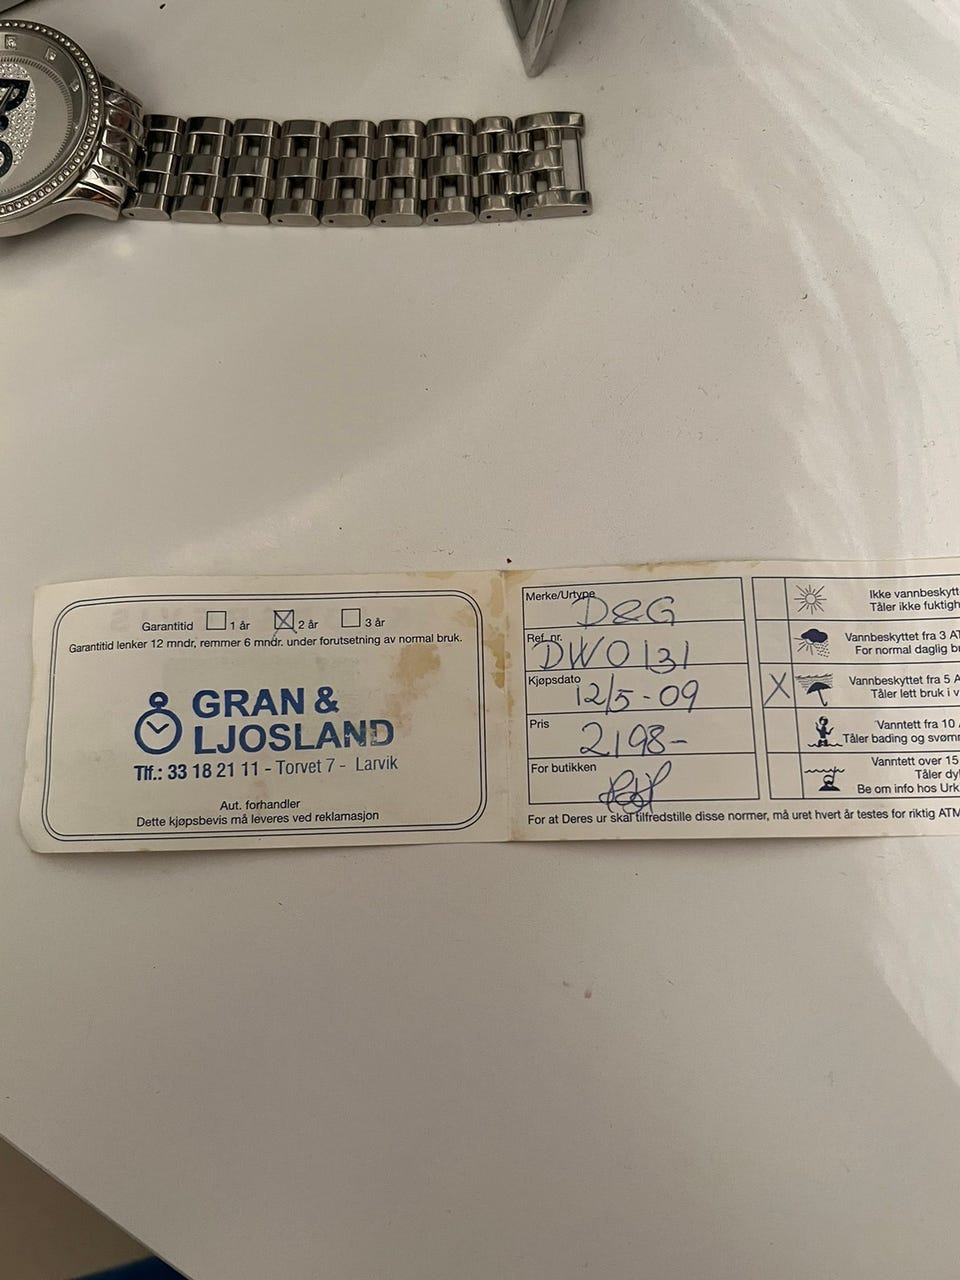 Garantitid 1 år 2 år 3 år
Garantitid lenker 12 mndr, remmer 6 mndr. under forutsetning av normal bruk.
GRAN &
LJOSLAND
Tlf.: 33 18 21 11 - Torvet 7 - Larvik
Aut. forhandler
Dette kjøpsbevis må leveres ved reklamasjon
Merke/Urtype
D&G
Ref. nr.
DW0131
Kjøpsdato
12/5-09
Pris
2198-
For butikken
Ikke vannbeskytt
Tåler ikke fuktigh
Vannbeskyttet fra 3 AT
For normal daglig br
X
Vannbeskyttet fra 5 A
Tåler lett bruk i v
Vanntett fra 10
Tåler bading og svømm
Vanntett over 15
Tåler dyk
Be om info hos Urk
For at Deres ur skal tilfredstille disse normer, må uret hvert år testes for riktig ATM